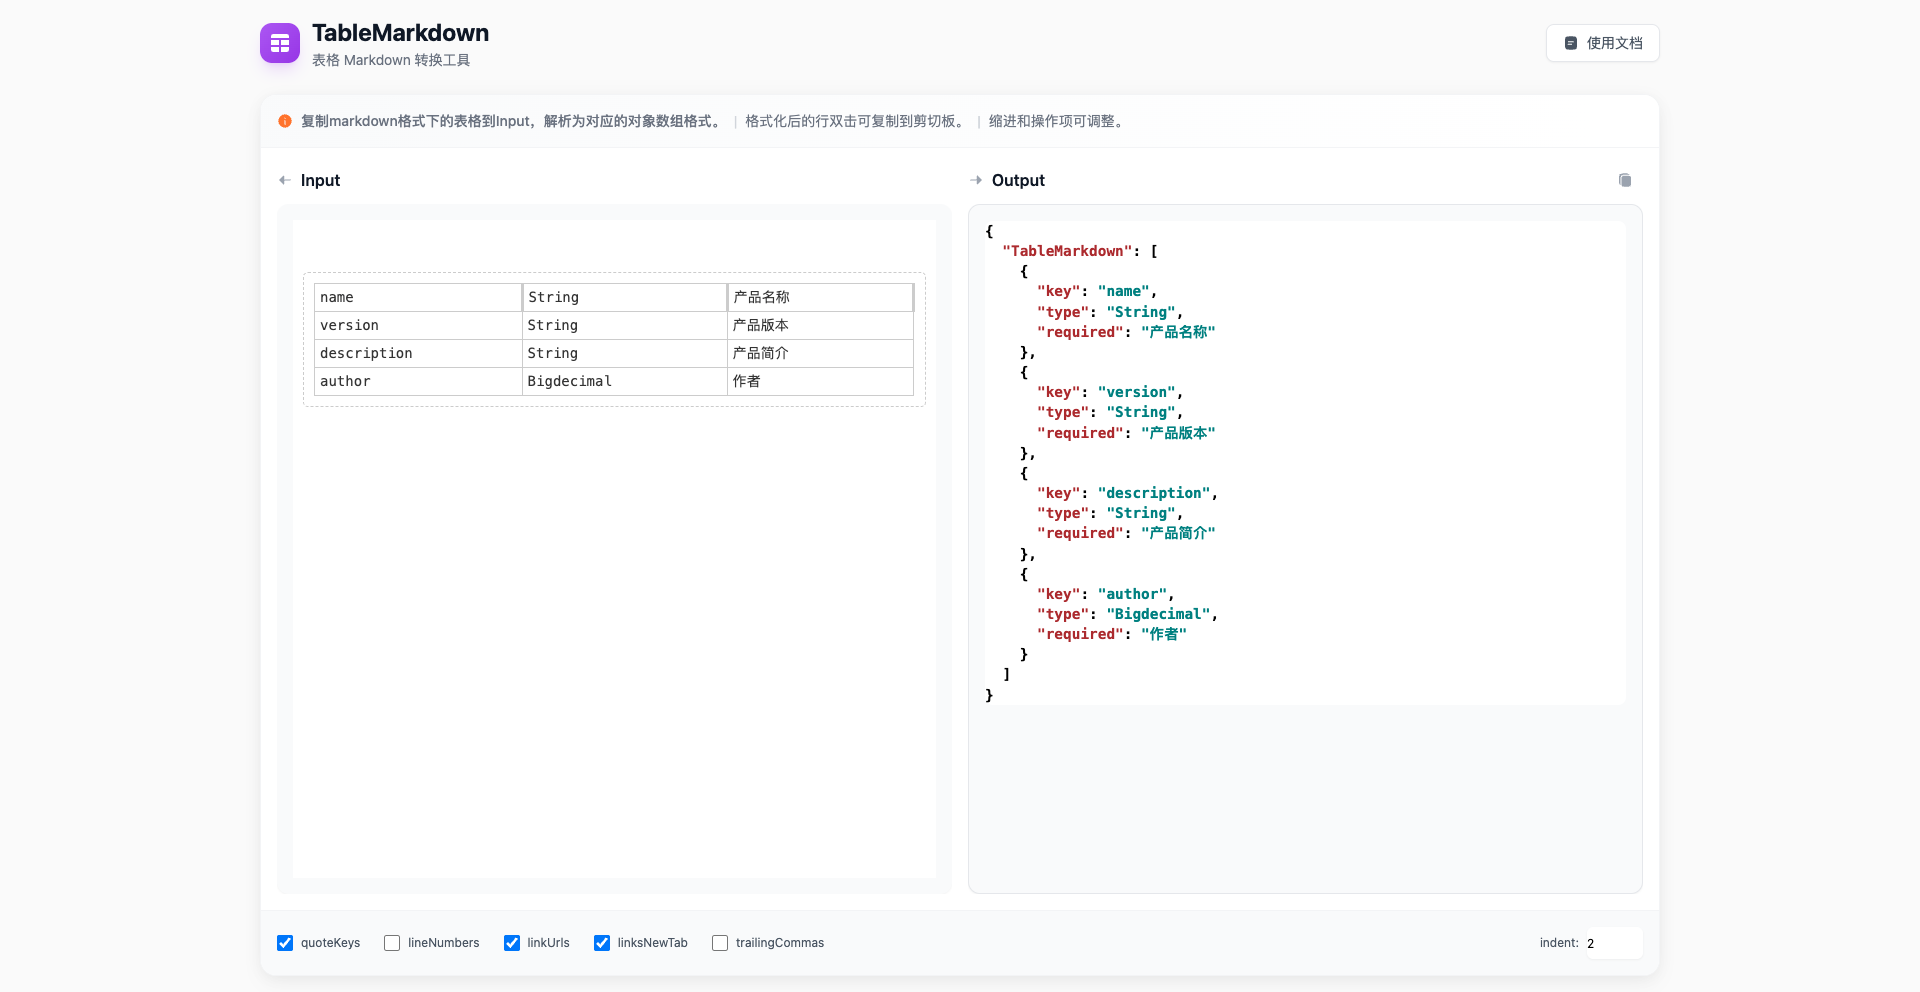 TableMarkdown
表格 Markdown 转换工具
使用文档
复制markdown格式下的表格到Input，解析为对应的对象数组格式。 | 格式化后的行双击可复制到剪切板。 | 缩进和操作项可调整。
Input
name String 产品名称
version String 产品版本
description String 产品简介
author Bigdecimal 作者
Output
{
  "TableMarkdown": [
    {
      "key": "name",
      "type": "String",
      "required": "产品名称"
    },
    {
      "key": "version",
      "type": "String",
      "required": "产品版本"
    },
    {
      "key": "description",
      "type": "String",
      "required": "产品简介"
    },
    {
      "key": "author",
      "type": "Bigdecimal",
      "required": "作者"
    }
  ]
}
quoteKeys lineNumbers linkUrls linksNewTab trailingCommas indent: 2